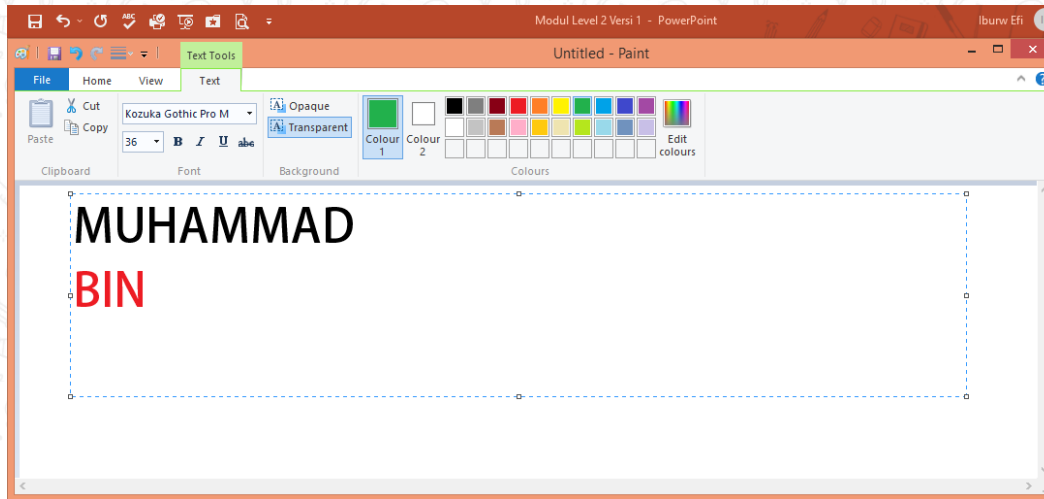 Modul Level 2 Versi 1 - PowerPoint
Iburw Efi
ABC
Text Tools
Untitled - Paint
File Home View Text
Paste
Cut
Copy
Clipboard
Kozuka Gothic Pro M
36 B I U abc
Font
Opaque
Transparent
Background
Colour 1
Colour 2
Edit colours
Colours
MUHAMMAD
BIN